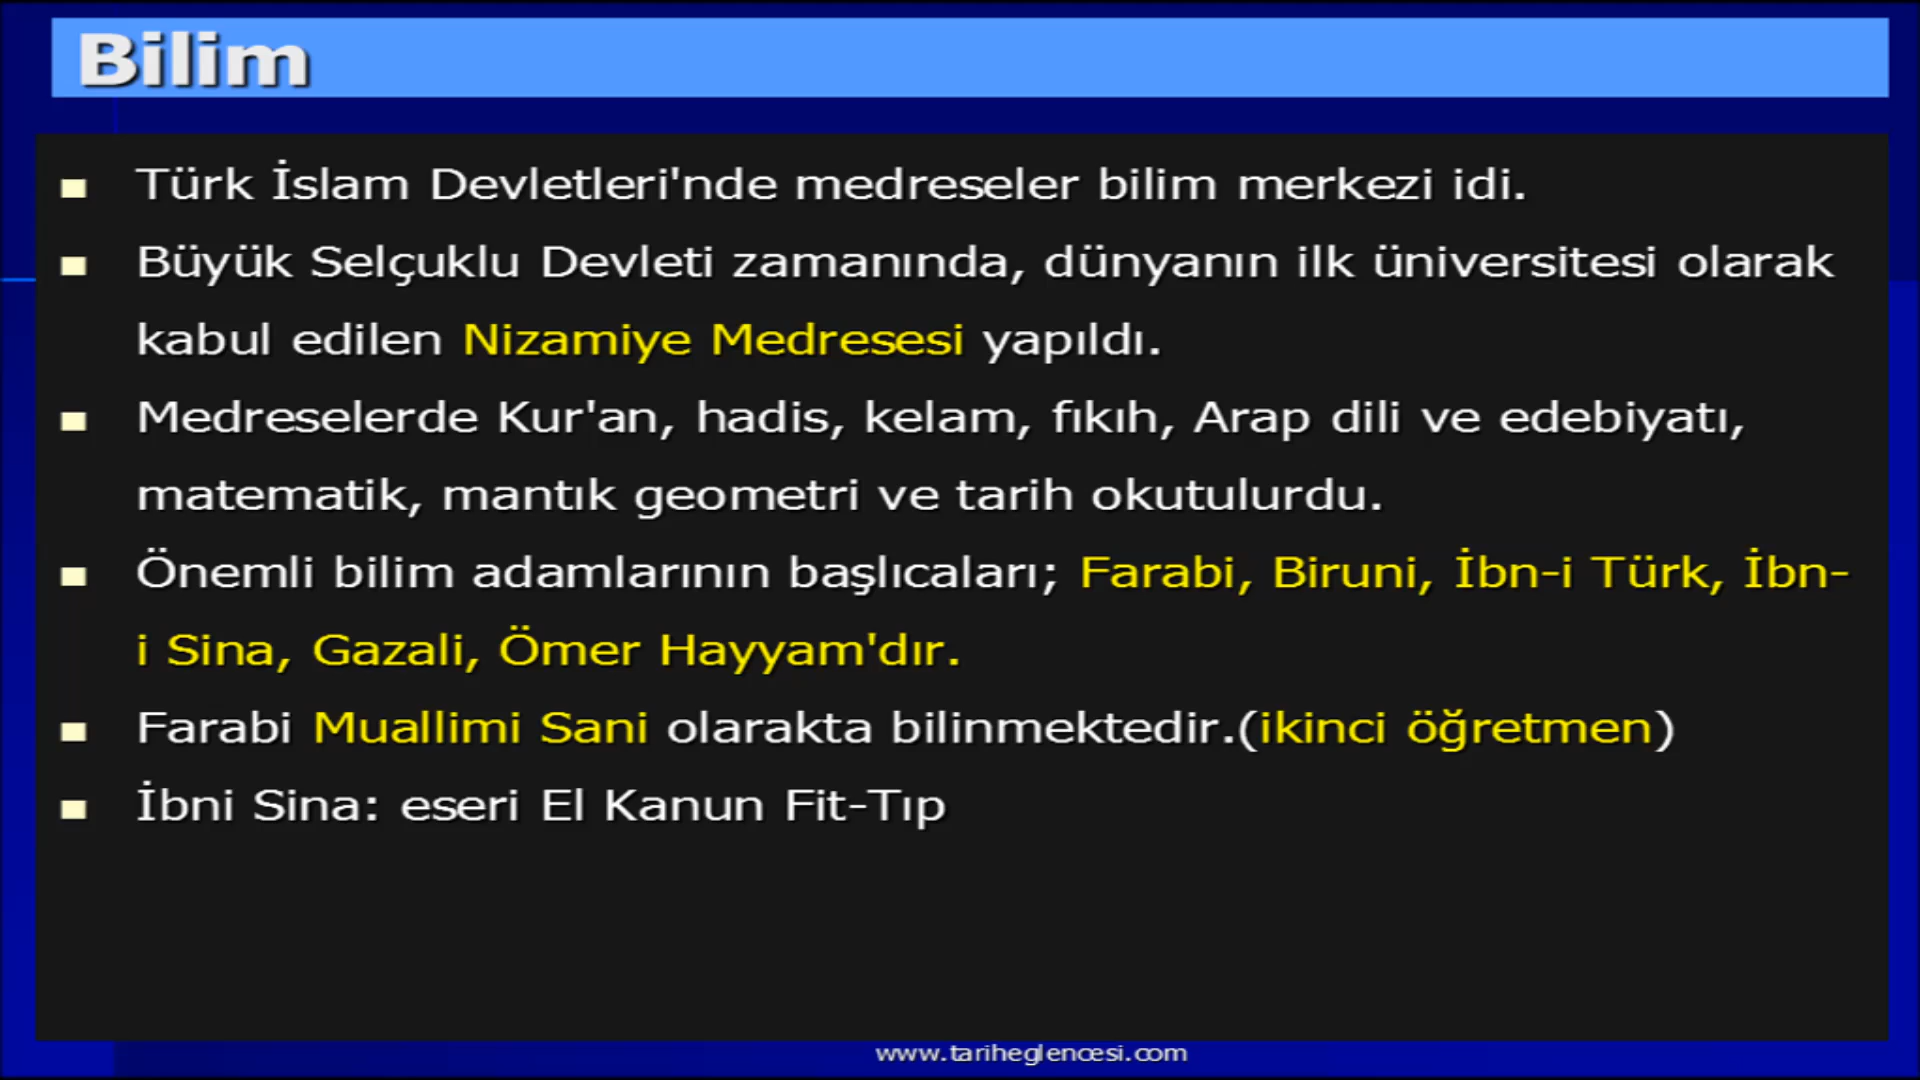 Bilim
Türk İslam Devletleri'nde medreseler bilim merkezi idi.
Büyük Selçuklu Devleti zamanında, dünyanın ilk üniversitesi olarak
kabul edilen Nizamiye Medresesi yapıldı.
Medreselerde Kur'an, hadis, kelam, fıkıh, Arap dili ve edebiyatı,
matematik, mantık geometri ve tarih okutulurdu.
Önemli bilim adamlarının başlıcaları; Farabi, Biruni, İbn-i Türk, İbn-
i Sina, Gazali, Ömer Hayyam'dır.
Farabi Muallimi Sani olarakta bilinmektedir.(ikinci öğretmen)
İbni Sina: eseri El Kanun Fit-Tıp
www.tariheglencesi.com